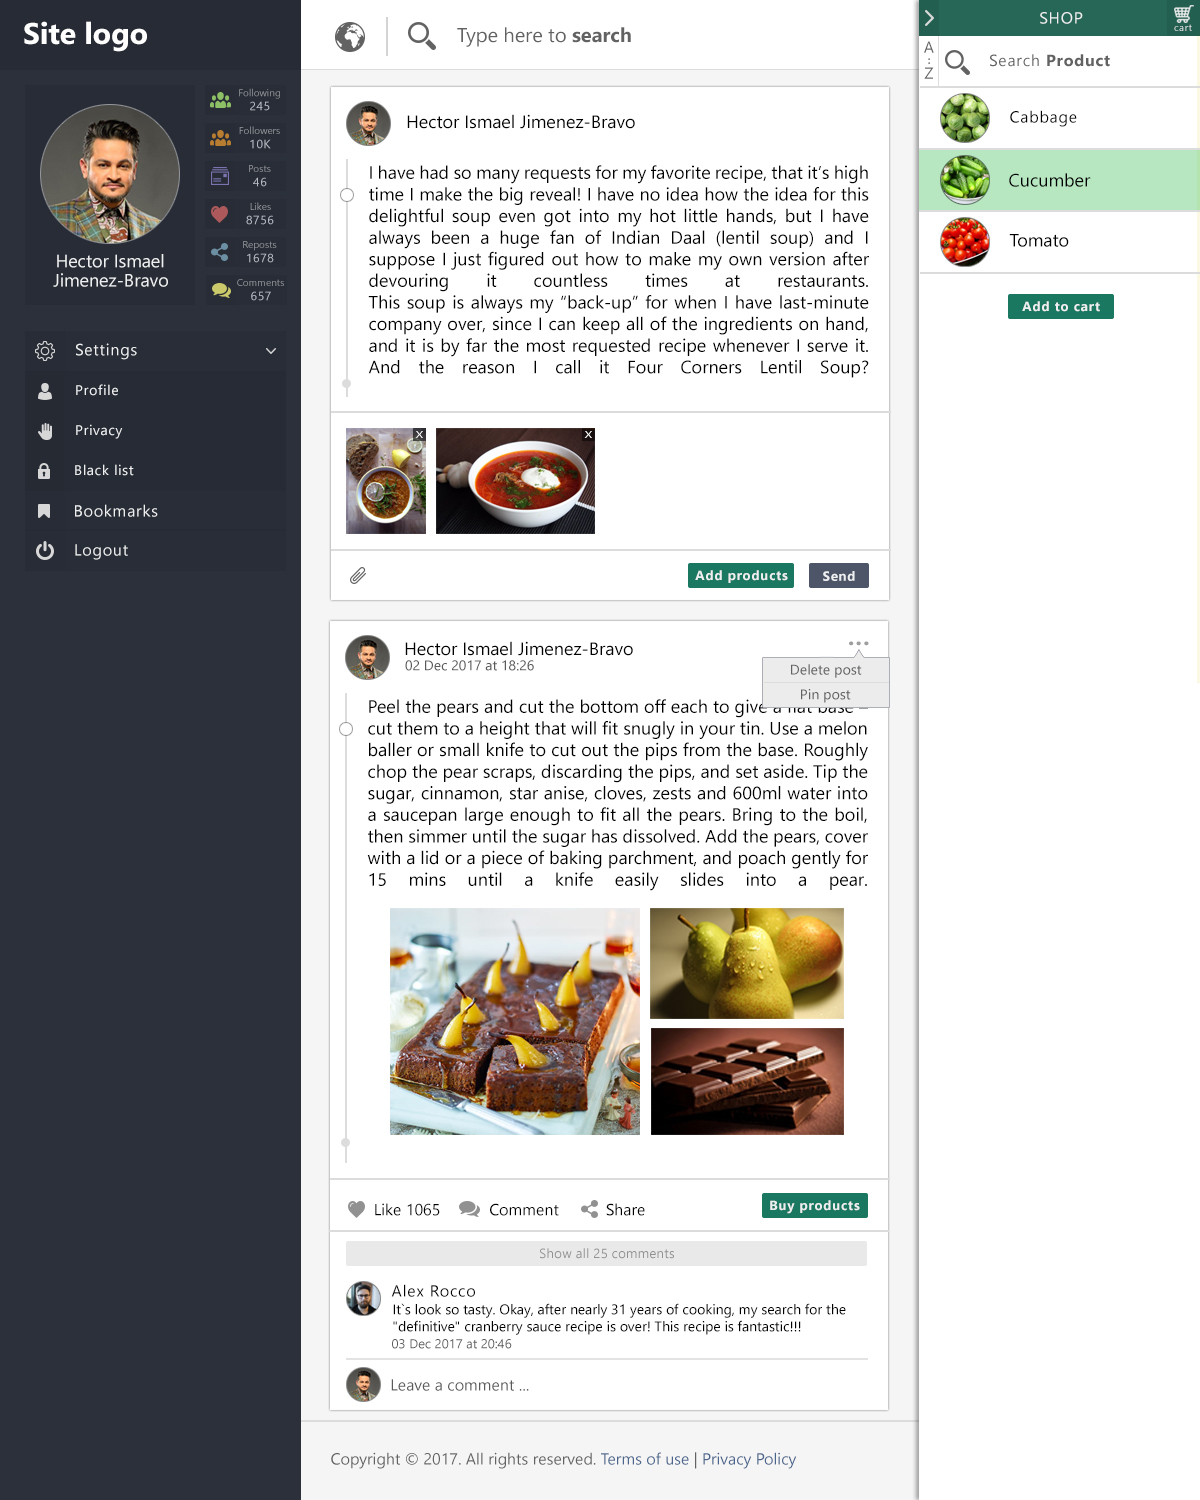 Site logo
Following
245
Followers
10K
Posts
46
Likes
8756
Reposts
1678
Comments
657
Hector Ismael
Jimenez-Bravo
Settings
Profile
Privacy
Black list
Bookmarks
Logout
Type here to search
Hector Ismael Jimenez-Bravo
I have had so many requests for my favorite recipe, that it’s high
time I make the big reveal! I have no idea how the idea for this
delightful soup even got into my hot little hands, but I have
always been a huge fan of Indian Daal (lentil soup) and I
suppose I just figured out how to make my own version after
devouring it countless times at restaurants.
This soup is always my “back-up” for when I have last-minute
company over, since I can keep all of the ingredients on hand,
and it is by far the most requested recipe whenever I serve it.
And the reason I call it Four Corners Lentil Soup?
X
X
Add products
Send
Hector Ismael Jimenez-Bravo
02 Dec 2017 at 18:26
Delete post
Pin post
Peel the pears and cut the bottom off each to give a flat base –
cut them to a height that will fit snugly in your tin. Use a melon
baller or small knife to cut out the pips from the base. Roughly
chop the pear scraps, discarding the pips, and set aside. Tip the
sugar, cinnamon, star anise, cloves, zests and 600ml water into
a saucepan large enough to fit all the pears. Bring to the boil,
then simmer until the sugar has dissolved. Add the pears, cover
with a lid or a piece of baking parchment, and poach gently for
15 mins until a knife easily slides into a pear.
Like 1065
Comment
Share
Buy products
Show all 25 comments
Alex Rocco
It`s look so tasty. Okay, after nearly 31 years of cooking, my search for the
"definitive" cranberry sauce recipe is over! This recipe is fantastic!!!
03 Dec 2017 at 20:46
Leave a comment ...
Copyright © 2017. All rights reserved. Terms of use | Privacy Policy
SHOP
cart
A
:
Z
Search Product
Cabbage
Cucumber
Tomato
Add to cart